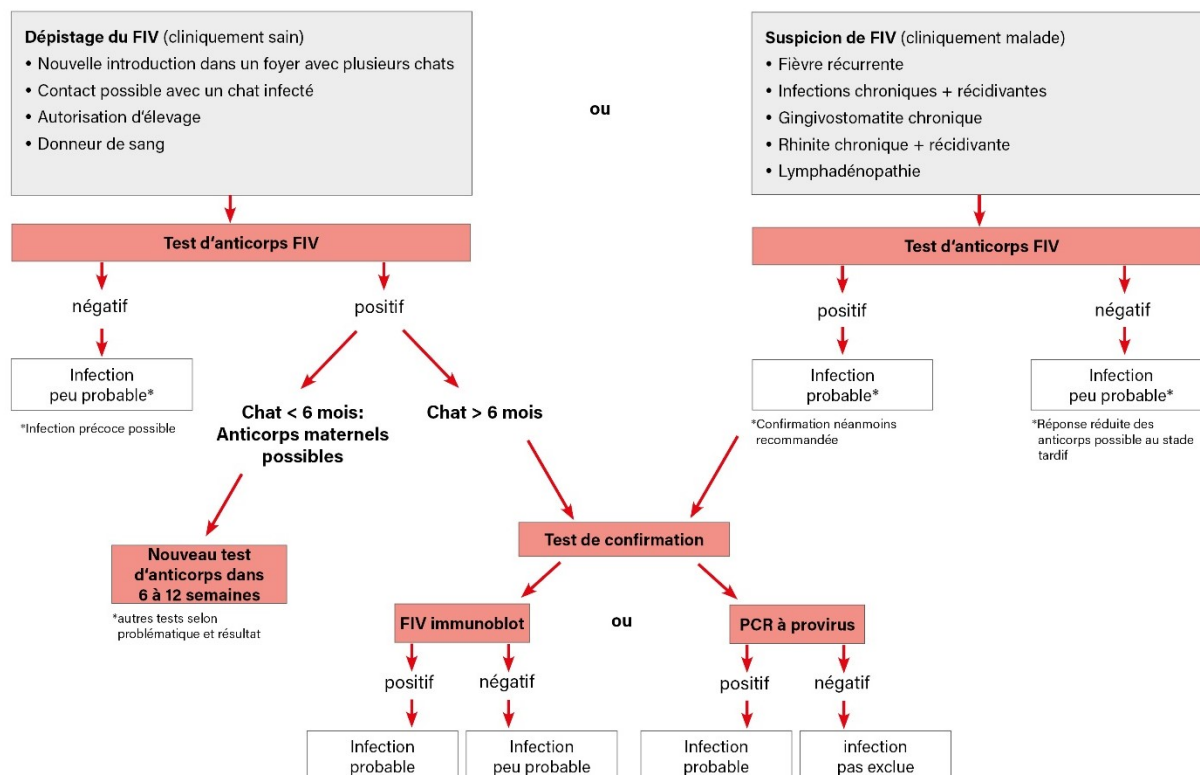 Dépistage du FIV (cliniquement sain)
• Nouvelle introduction dans un foyer avec plusieurs chats
• Contact possible avec un chat infecté
• Autorisation d'élevage
• Donneur de sang
ou
Suspicion de FIV (cliniquement malade)
• Fièvre récurrente
• Infections chroniques + récidivantes
• Gingivostomatite chronique
• Rhinite chronique + récidivante
• Lymphadénopathie
Test d'anticorps FIV
Test d'anticorps FIV
négatif
positif
positif
négatif
Infection
peu probable*
*Infection précoce possible
Chat < 6 mois:
Anticorps maternels
possibles
Chat > 6 mois
Infection
probable*
*Confirmation néanmoins
recommandée
Infection
peu probable*
*Réponse réduite des
anticorps possible au stade
tardif
Test de confirmation
Nouveau test
d'anticorps dans
6 à 12 semaines
*autres tests selon
problématique et résultat
FIV immunoblot
ou
PCR à provirus
positif
négatif
positif
négatif
Infection
probable
Infection
peu probable
Infection
probable
infection
pas exclue